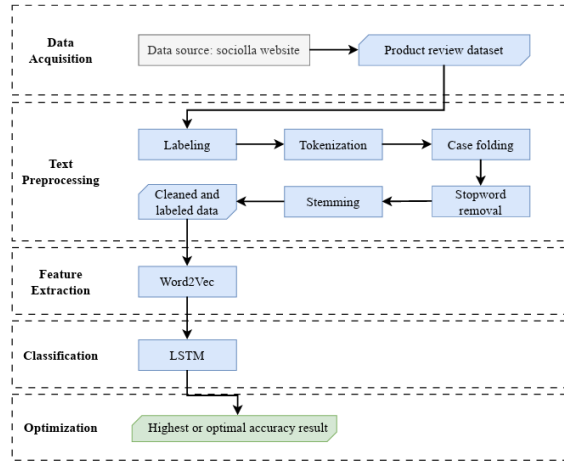 Data
Acquisition
Data source: sociolla website
Product review dataset
Text
Preprocessing
Labeling
Tokenization
Case folding
Cleaned and
labeled data
Stemming
Stopword
removal
Feature
Extraction
Word2Vec
Classification
LSTM
Optimization
Highest or optimal accuracy result